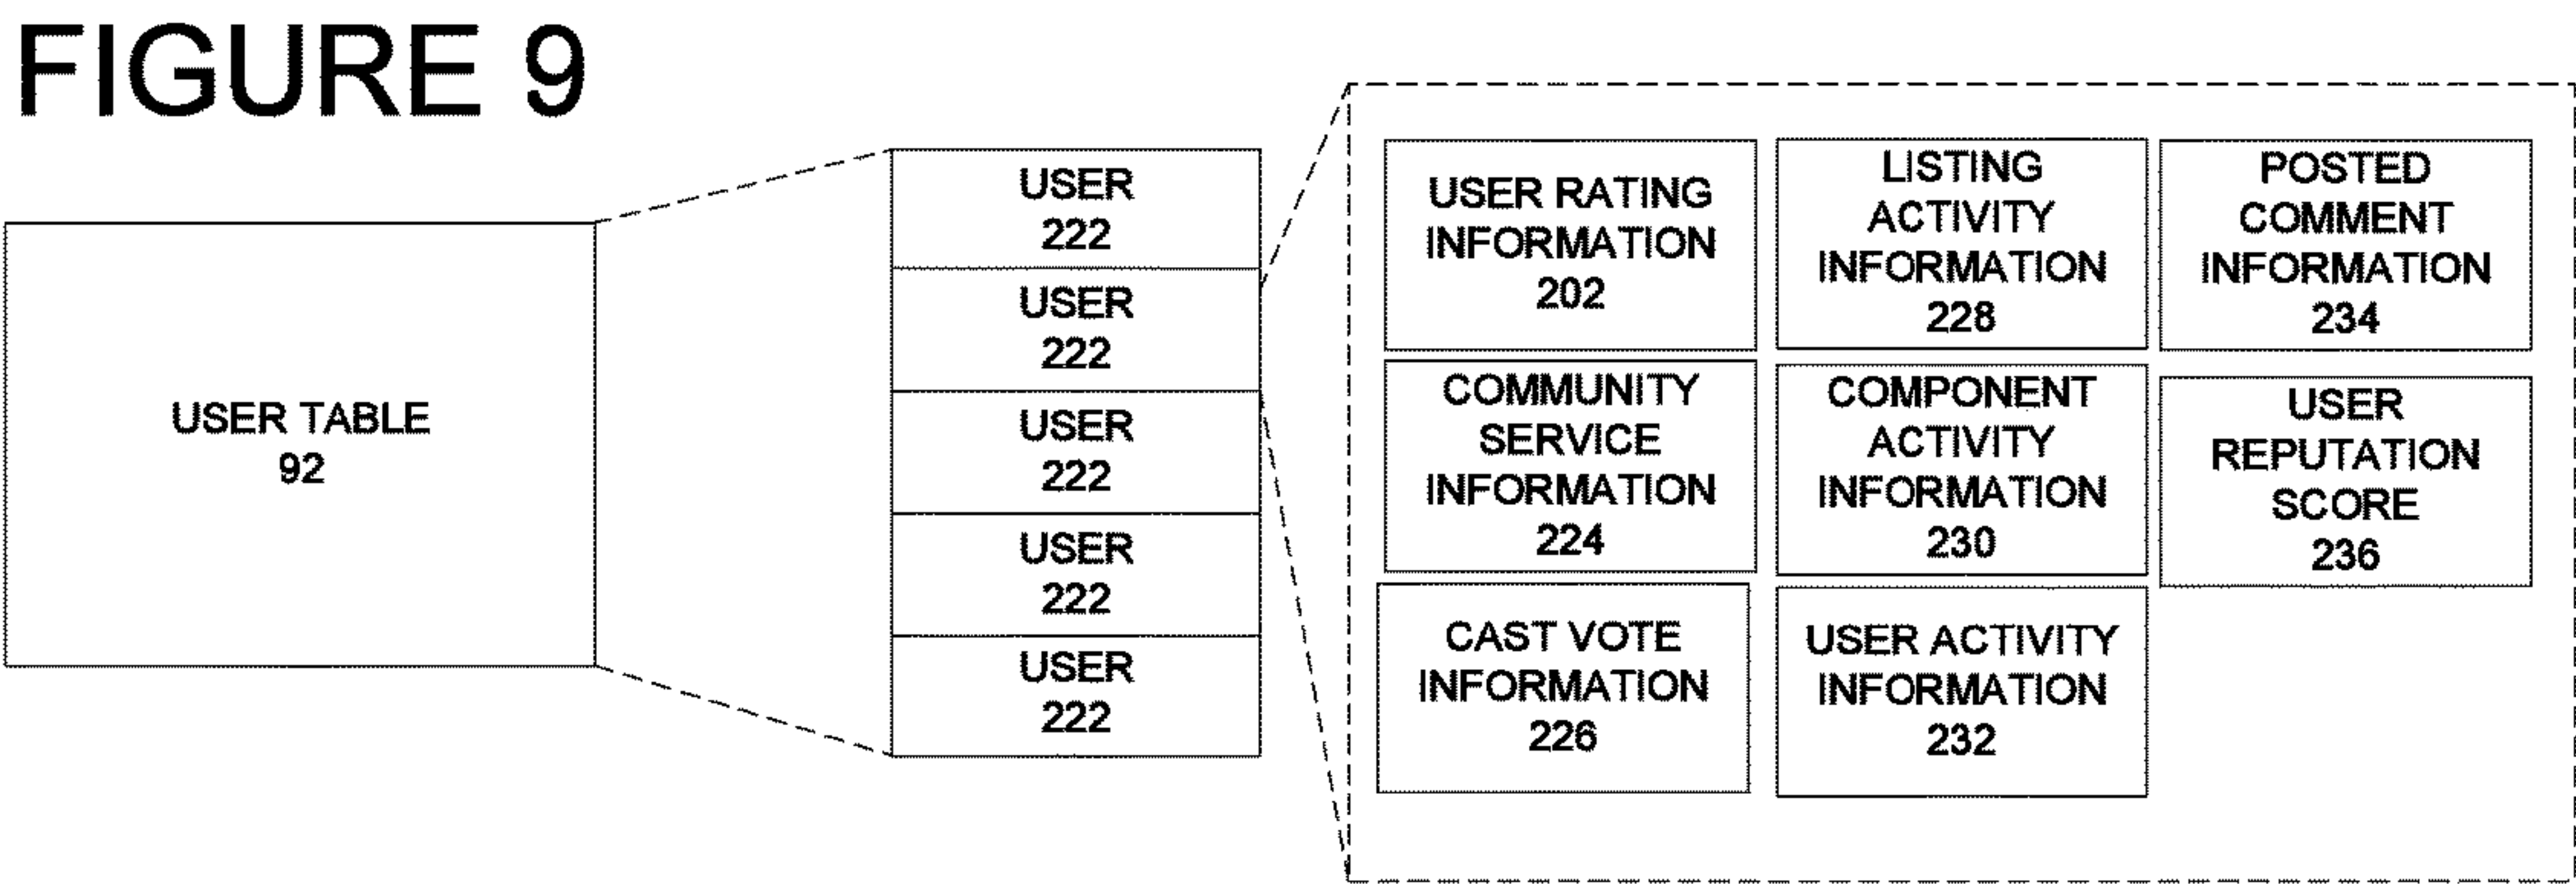 FIGURE 9
USER TABLE
92
USER
222
USER
222
USER
222
USER
222
USER
222
USER RATING
INFORMATION
202
COMMUNITY
SERVICE
INFORMATION
224
CAST VOTE
INFORMATION
226
LISTING
ACTIVITY
INFORMATION
228
COMPONENT
ACTIVITY
INFORMATION
230
USER ACTIVITY
INFORMATION
232
POSTED
COMMENT
INFORMATION
234
USER
REPUTATION
SCORE
236